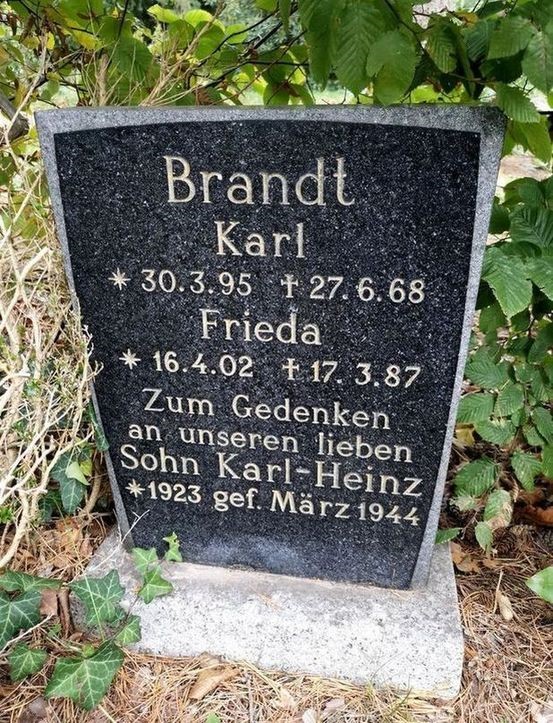 Brandt
Karl
* 30.3.95 † 27.6.68
Frieda
* 16.4.02 † 17.3.87
Zum Gedenken
an unseren lieben
Sohn Karl-Heinz
*1923 gef. März 1944